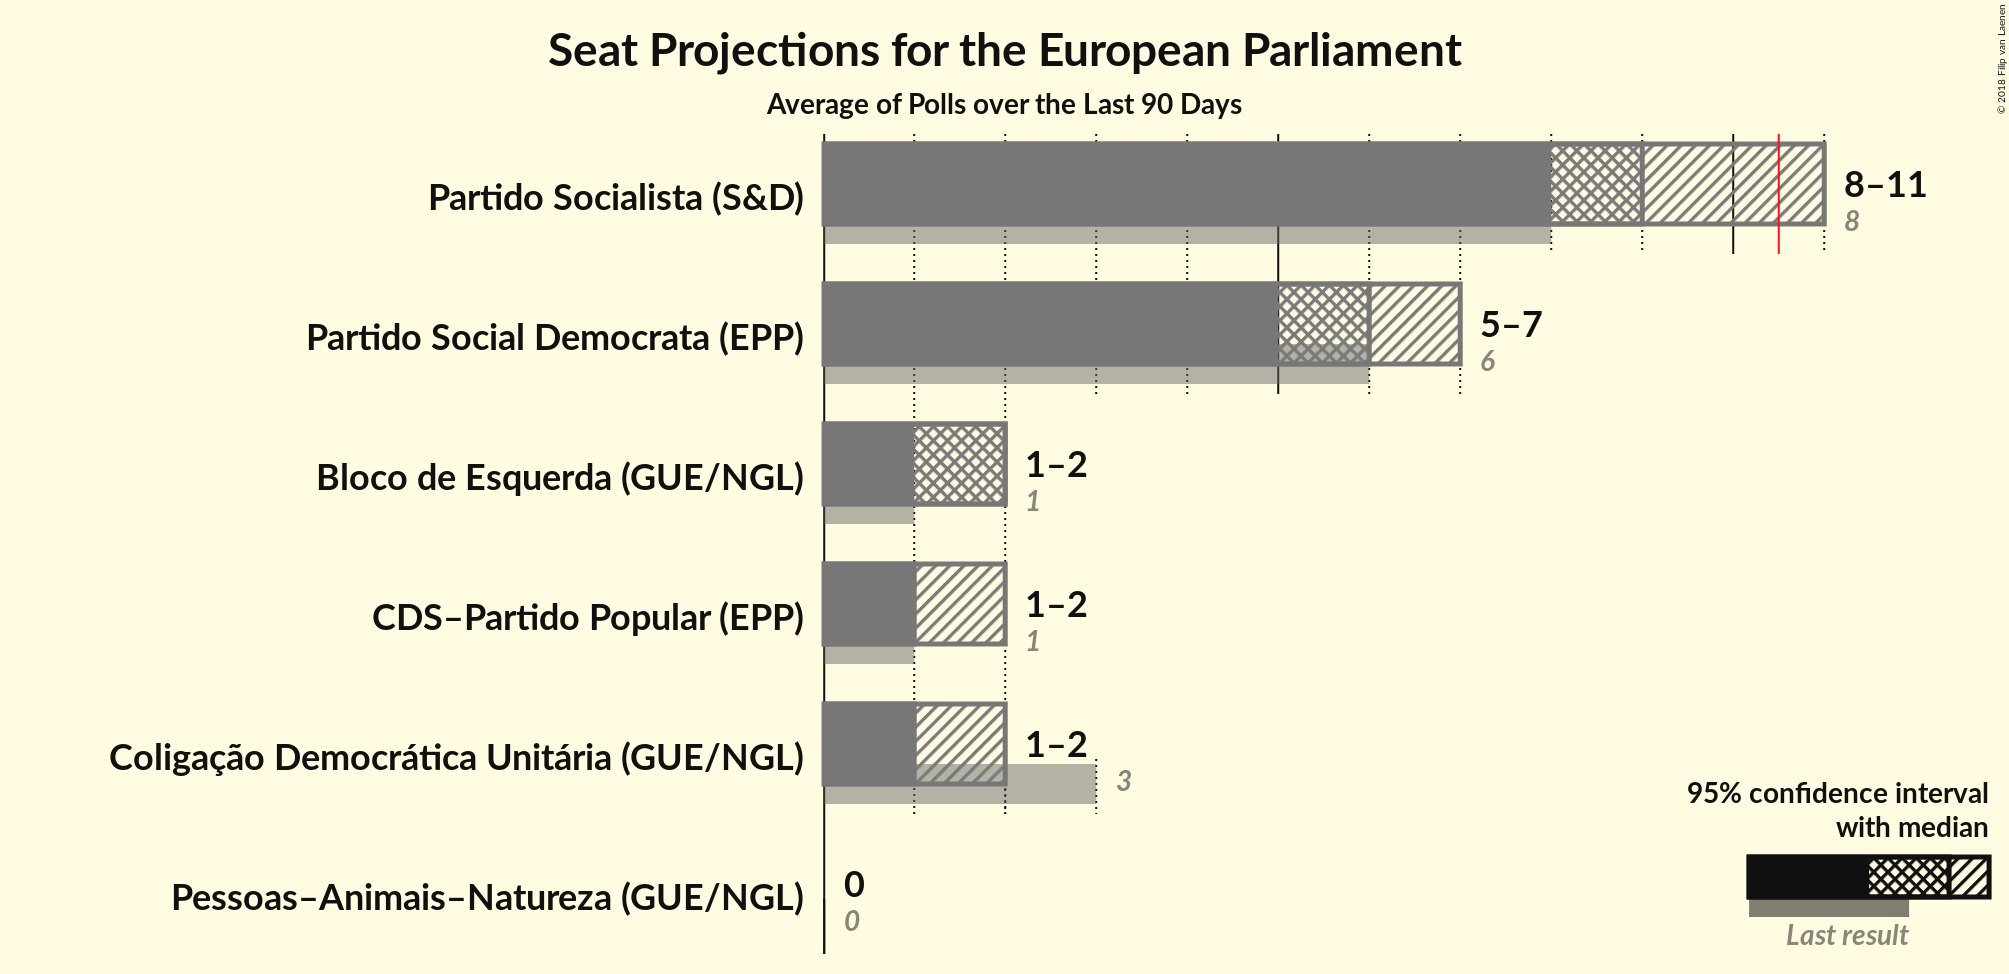 Seat Projections for the European Parliament
Average of Polls over the Last 90 Days
© 2018 Filip van Laenen
Partido Socialista (S&D)
8–11
8
Partido Social Democrata (EPP)
5–7
6
Bloco de Esquerda (GUE/NGL)
1–2
1
CDS–Partido Popular (EPP)
1–2
1
Coligação Democrática Unitária (GUE/NGL)
1–2
3
Pessoas–Animais–Natureza (GUE/NGL)
0
0
95% confidence interval
with median
Last result